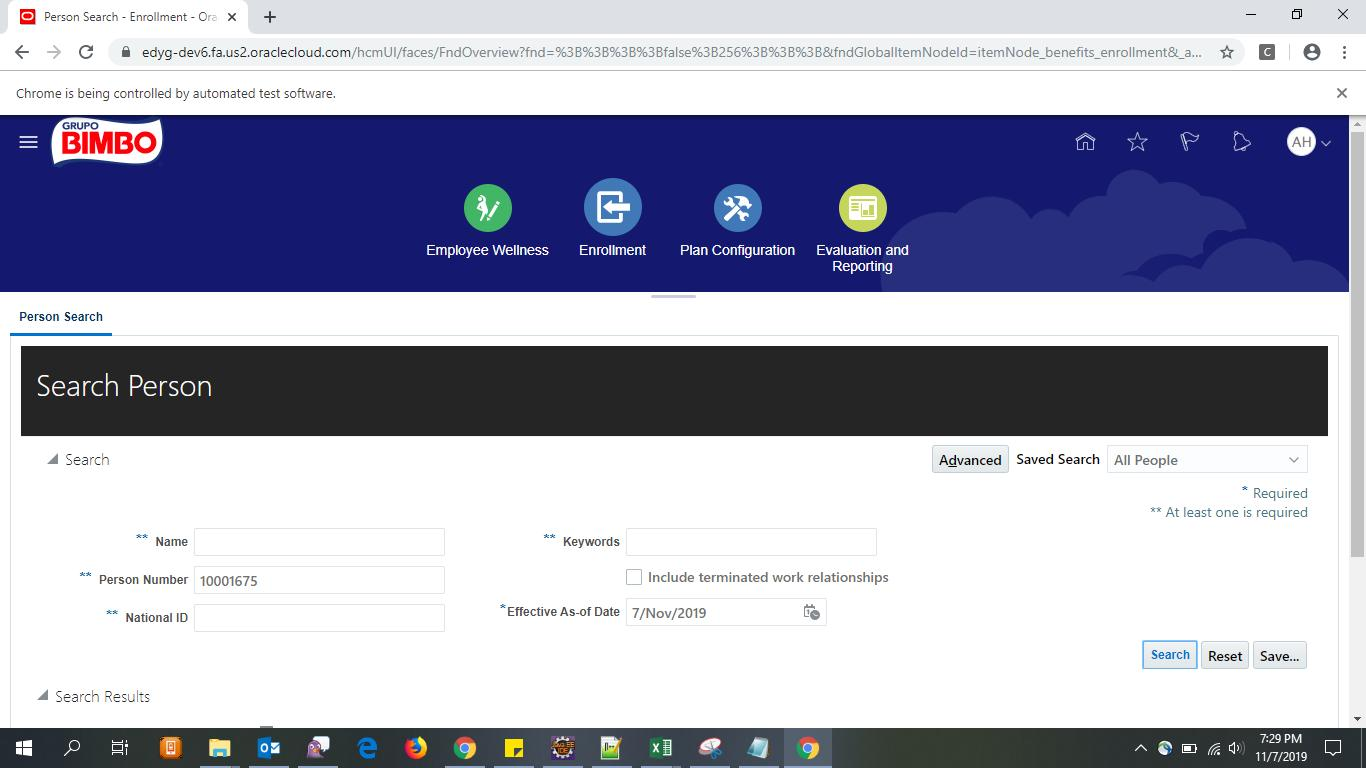 Person Search - Enrollment - Ora
edyg-dev6.fa.us2.oraclecloud.com/hcmUI/faces/FndOverview?fnd=%3B%3B%3B%3Bfalse%3B256%3B%3B%3B&fndGlobalItemNodeId=itemNode_benefits_enrollment&_a...
C
Chrome is being controlled by automated test software.
GRUPO
BIMBO
AH
Employee Wellness
Enrollment
Plan Configuration
Evaluation and
Reporting
Person Search
Search Person
Search
Advanced
Saved Search
All People
* Required
** At least one is required
** Name
** Keywords
** Person Number 10001675
Include terminated work relationships
** National ID
*Effective As-of Date 7/Nov/2019
Search
Reset
Save...
Search Results
7:29 PM
11/7/2019